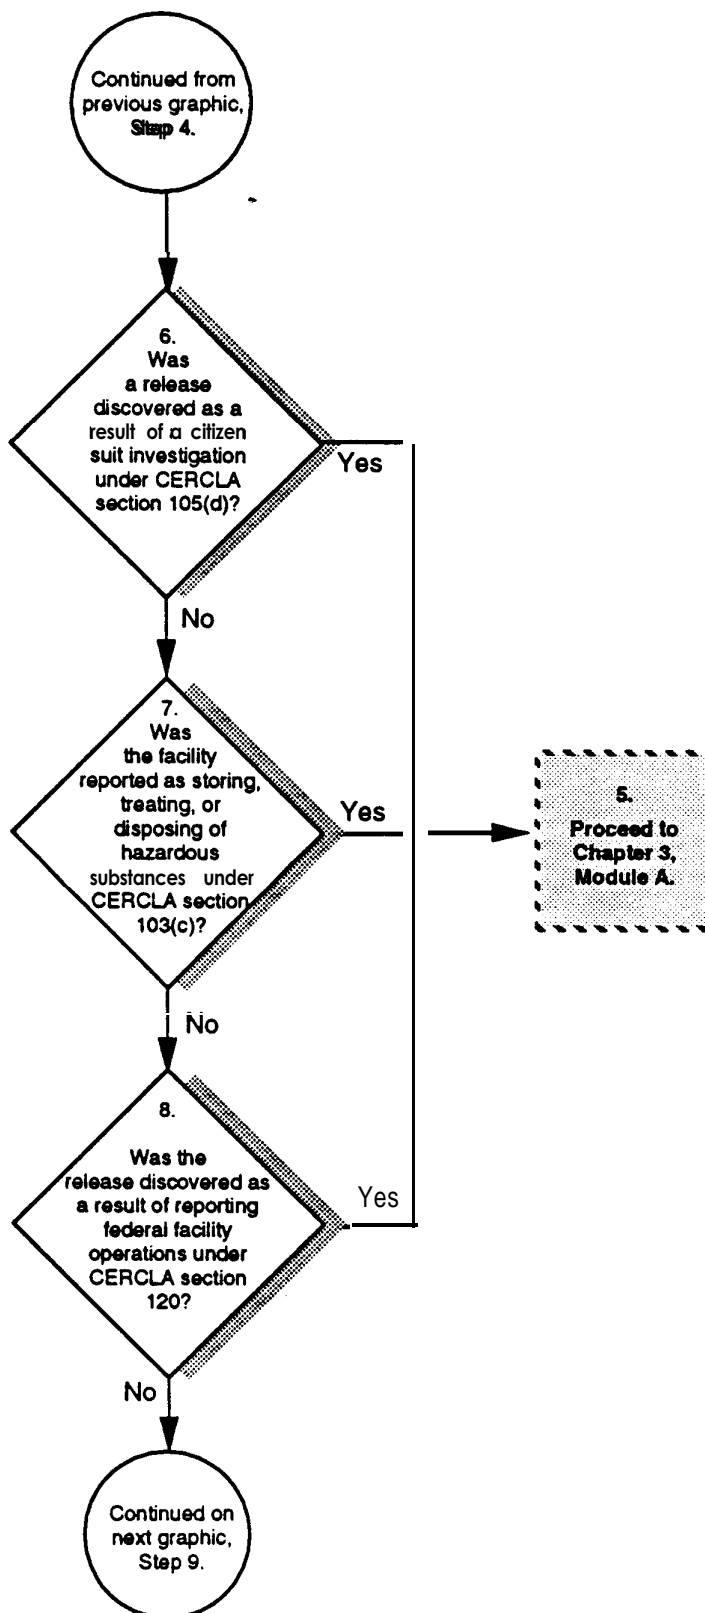 Continued from
previous graphic,
Step 4.
6.
Was
a release
discovered as a
result of a citizen
suit investigation
under CERCLA
section 105(d)?
Yes
No
7.
Was
the facility
reported as storing,
treating, or
disposing of
hazardous
substances under
CERCLA section
103(c)?
Yes
5.
Proceed to
Chapter 3,
Module A.
No
8.
Was the
release discovered as
a result of reporting
federal facility
operations under
CERCLA section
120?
Yes
No
Continued on
next graphic,
Step 9.